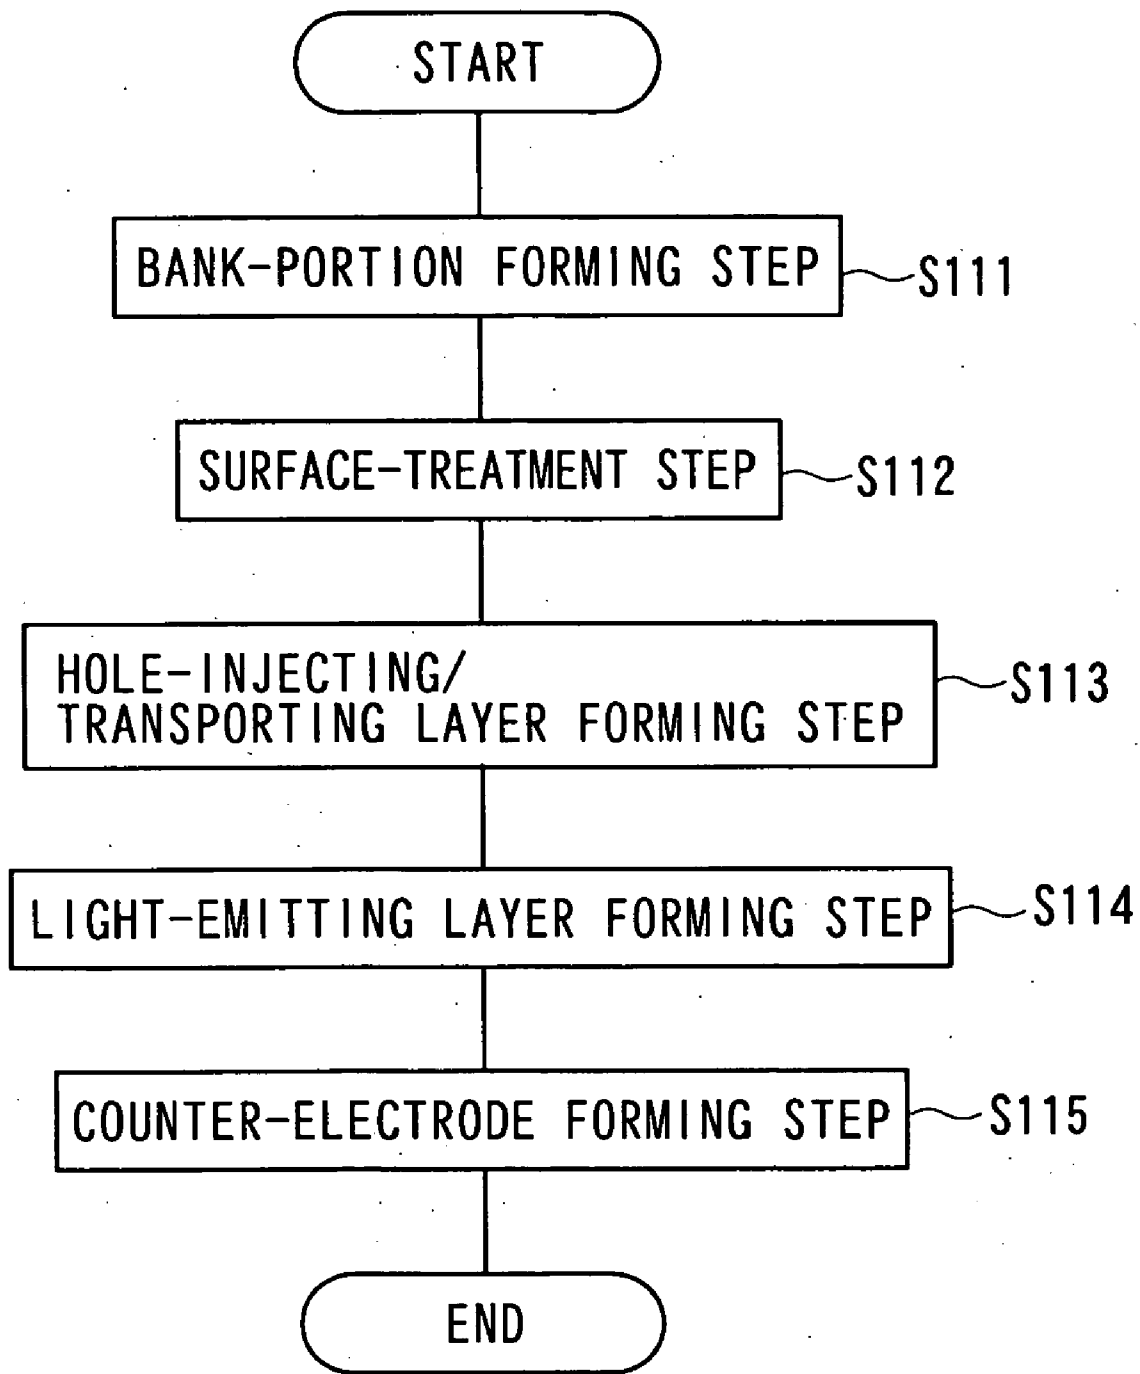 START
BANK-PORTION FORMING STEP
S111
SURFACE-TREATMENT STEP
S112
HOLE-INJECTING/
TRANSPORTING LAYER FORMING STEP
S113
LIGHT-EMITTING LAYER FORMING STEP
S114
COUNTER-ELECTRODE FORMING STEP
S115
END